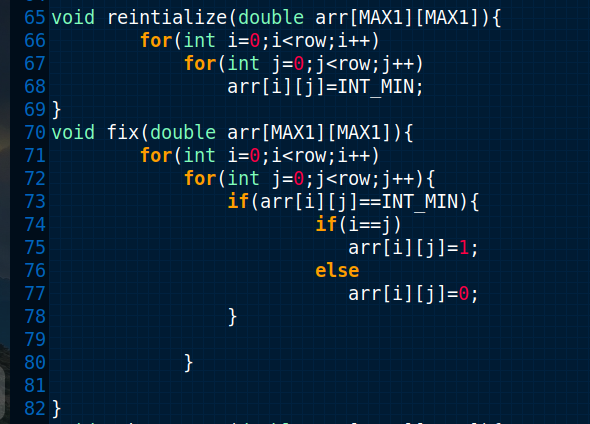 65 void reintialize(double arr[MAX1][MAX1]){
66         for(int i=0;i<row;i++)
67             for(int j=0;j<row;j++)
68                 arr[i][j]=INT_MIN;
69 }
70 void fix(double arr[MAX1][MAX1]){
71         for(int i=0;i<row;i++)
72             for(int j=0;j<row;j++){
73                 if(arr[i][j]==INT_MIN){
74                         if(i==j)
75                            arr[i][j]=1;
76                         else
77                            arr[i][j]=0;
78                 }
79
80             }
81
82 }